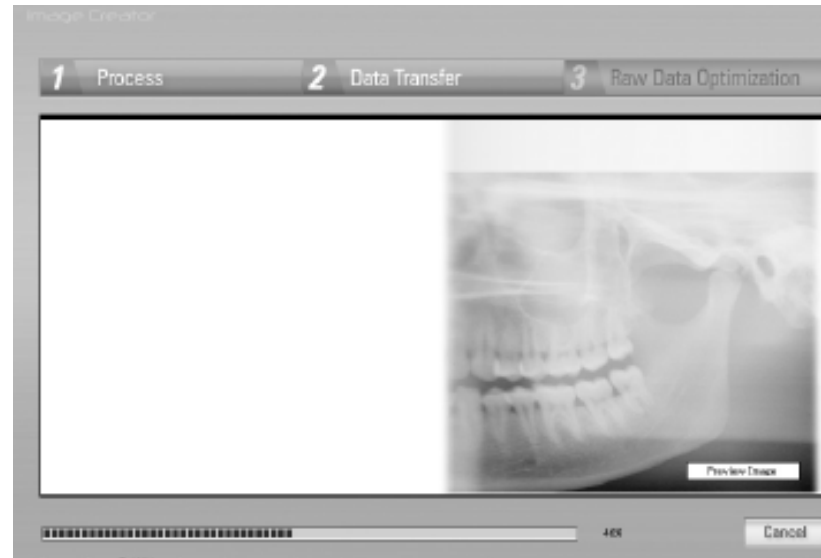 Image Creator
1 Process 2 Data Transfer 3 Raw Data Optimization
Preview Image
Cancel